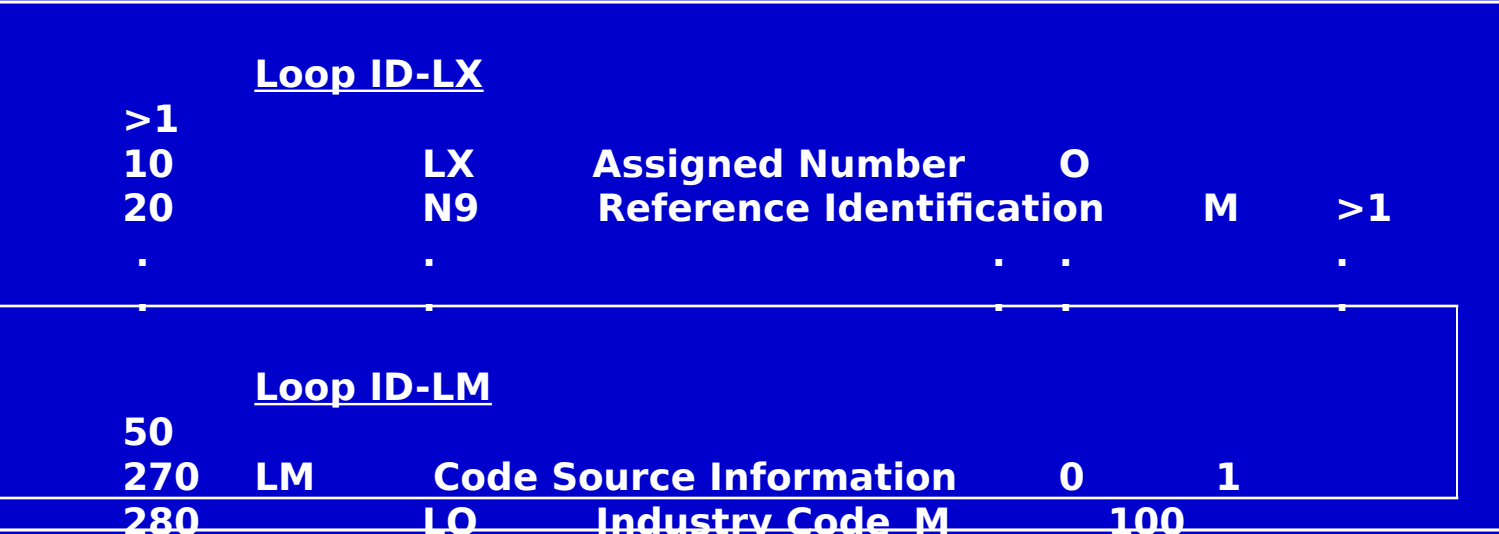 Loop ID-LX
>1
10 LX Assigned Number O
20 N9 Reference Identification M >1
. . . . .
. . . . .
Loop ID-LM
50
270 LM Code Source Information 0 1
280 LQ Industry Code M 100